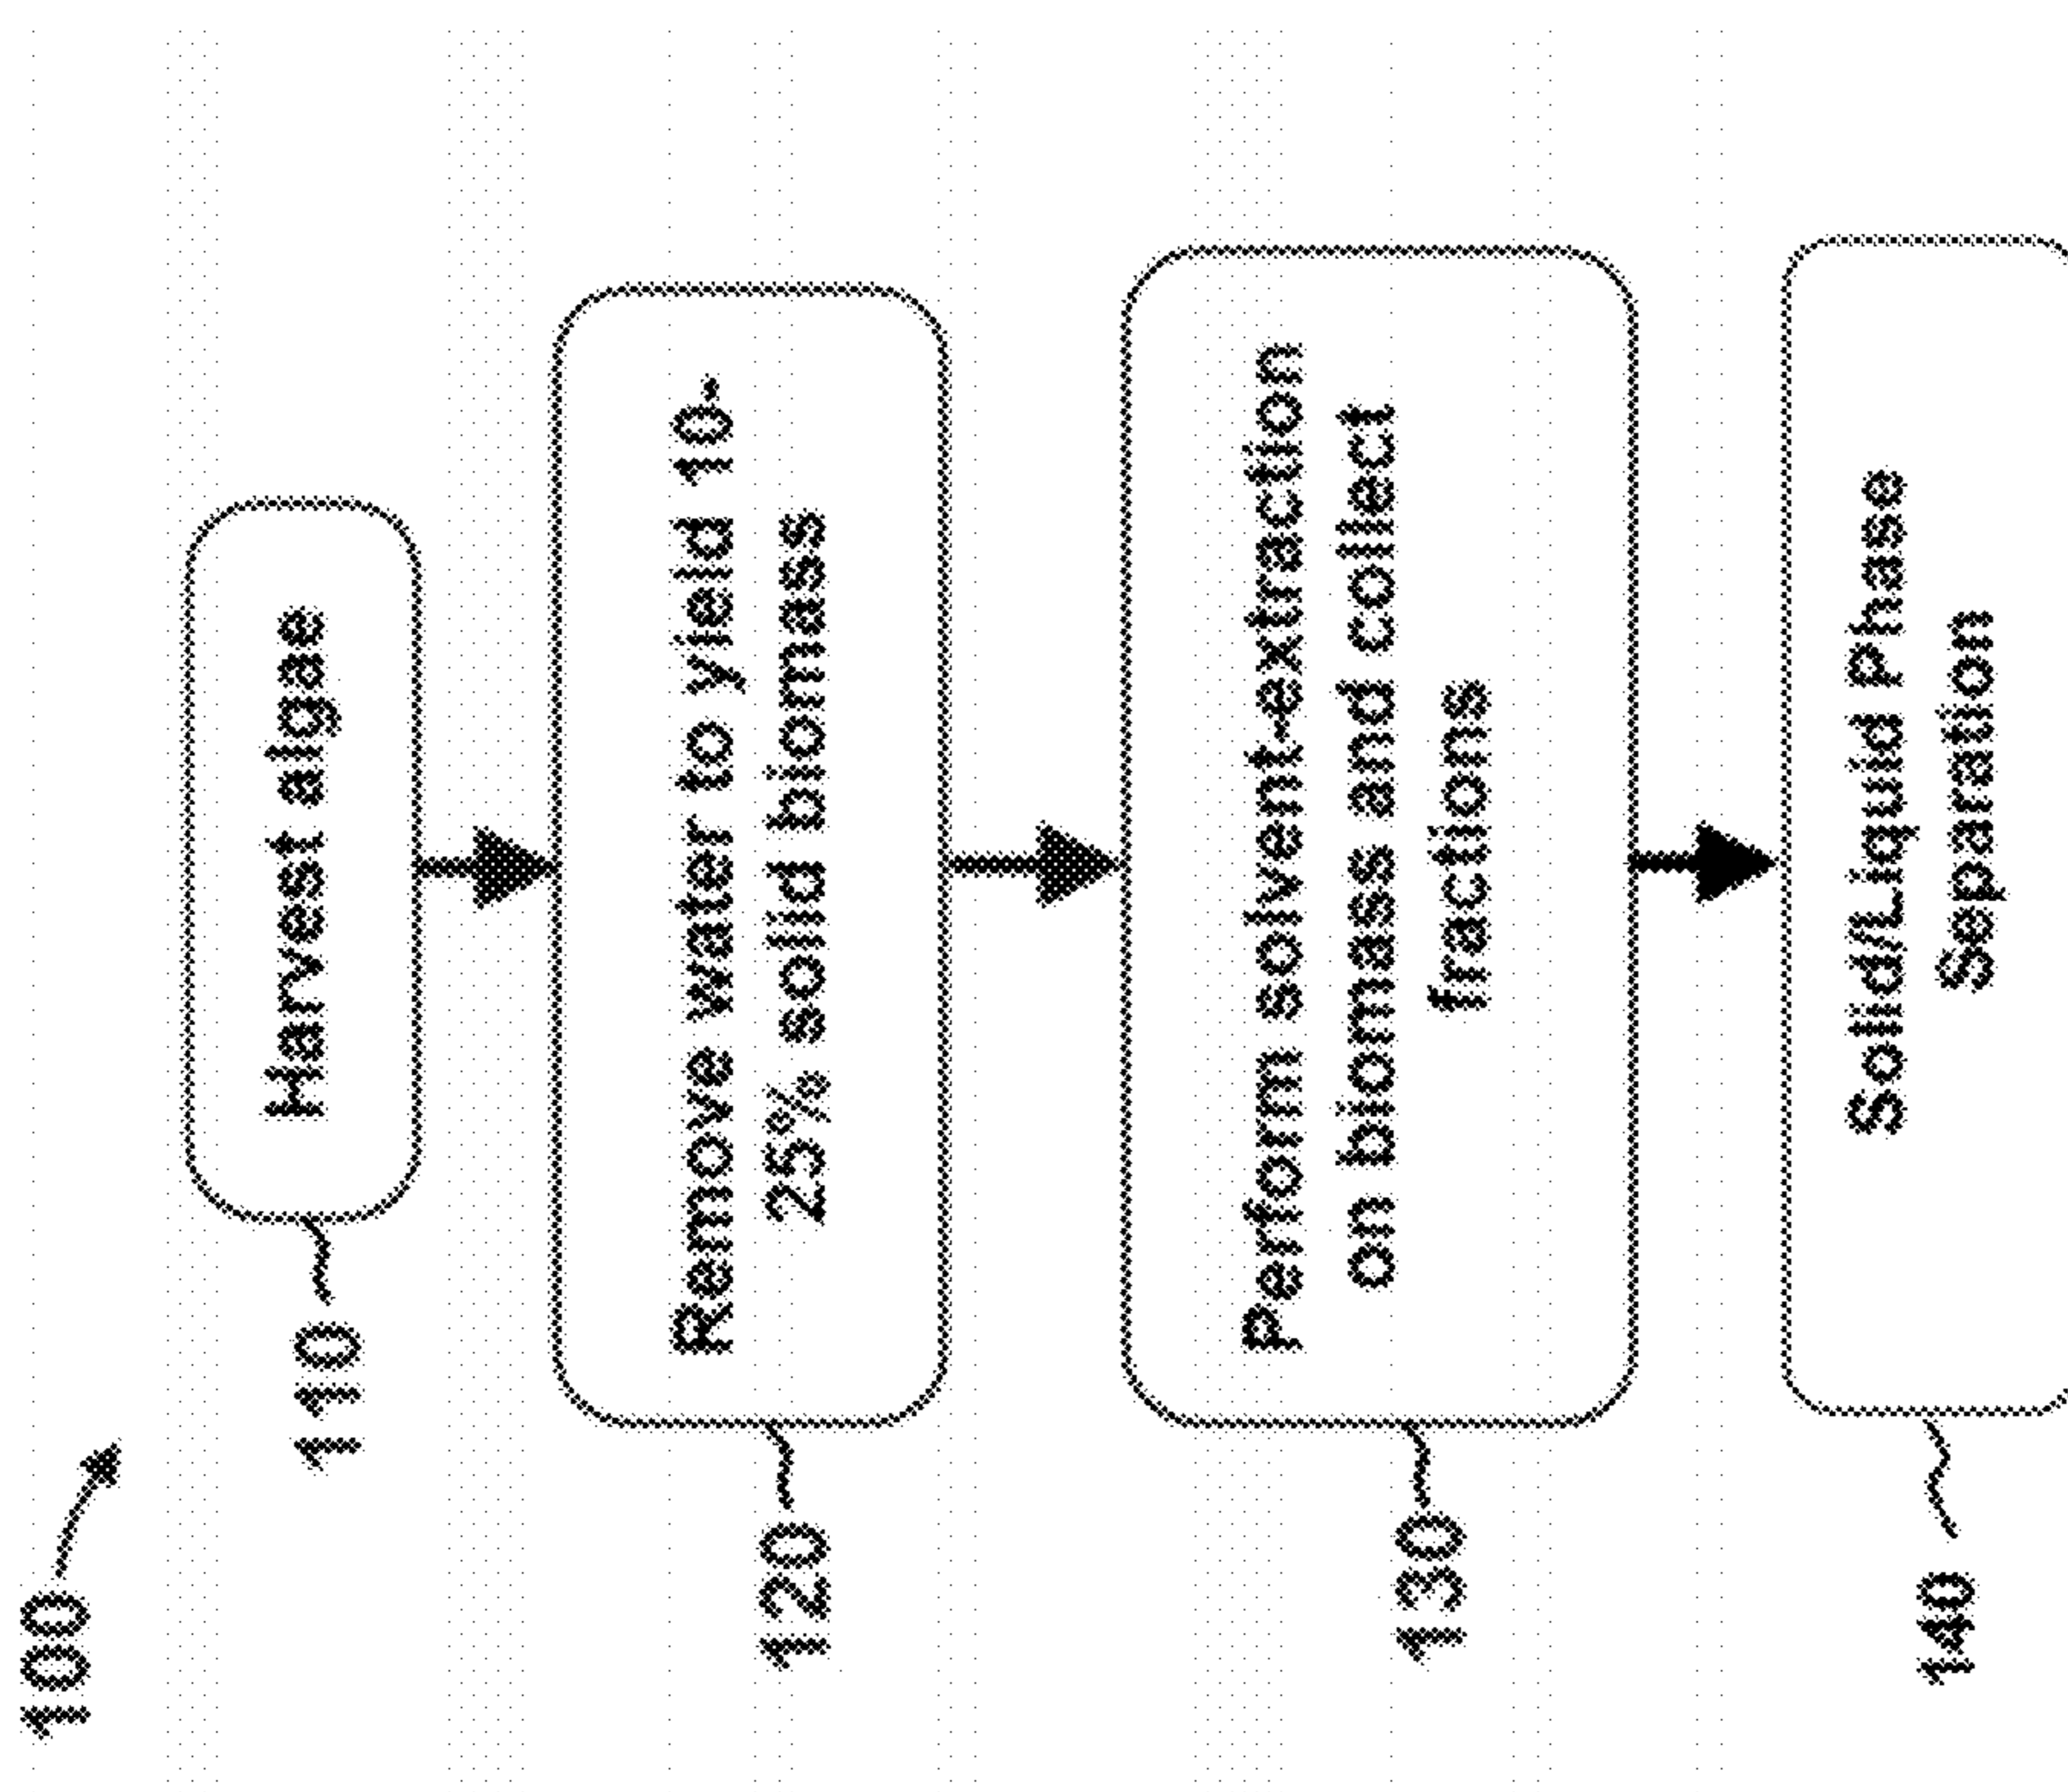 100
110
Harvest algae
120
Remove water to yield 10-
25% solid biomass
130
Perform solvent-extraction
on biomass and collect
fractions
140
Solid/Liquid Phase
Separation